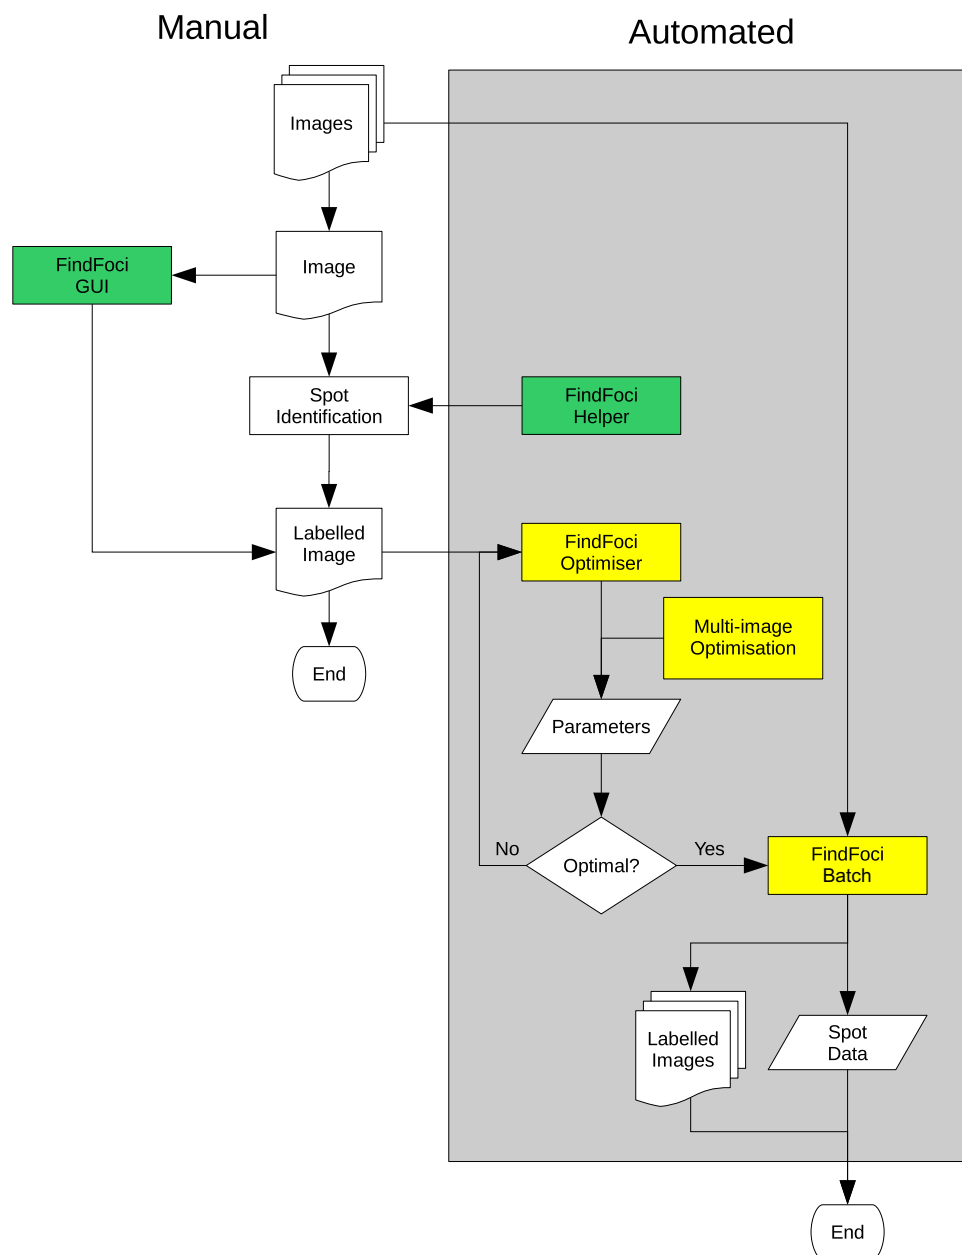 Manual
Automated
Images
Image
FindFoci
GUI
Spot
Identification
FindFoci
Helper
Labelled
Image
FindFoci
Optimiser
Multi-image
Optimisation
End
Parameters
No
Optimal?
Yes
FindFoci
Batch
Labelled
Images
Spot
Data
End